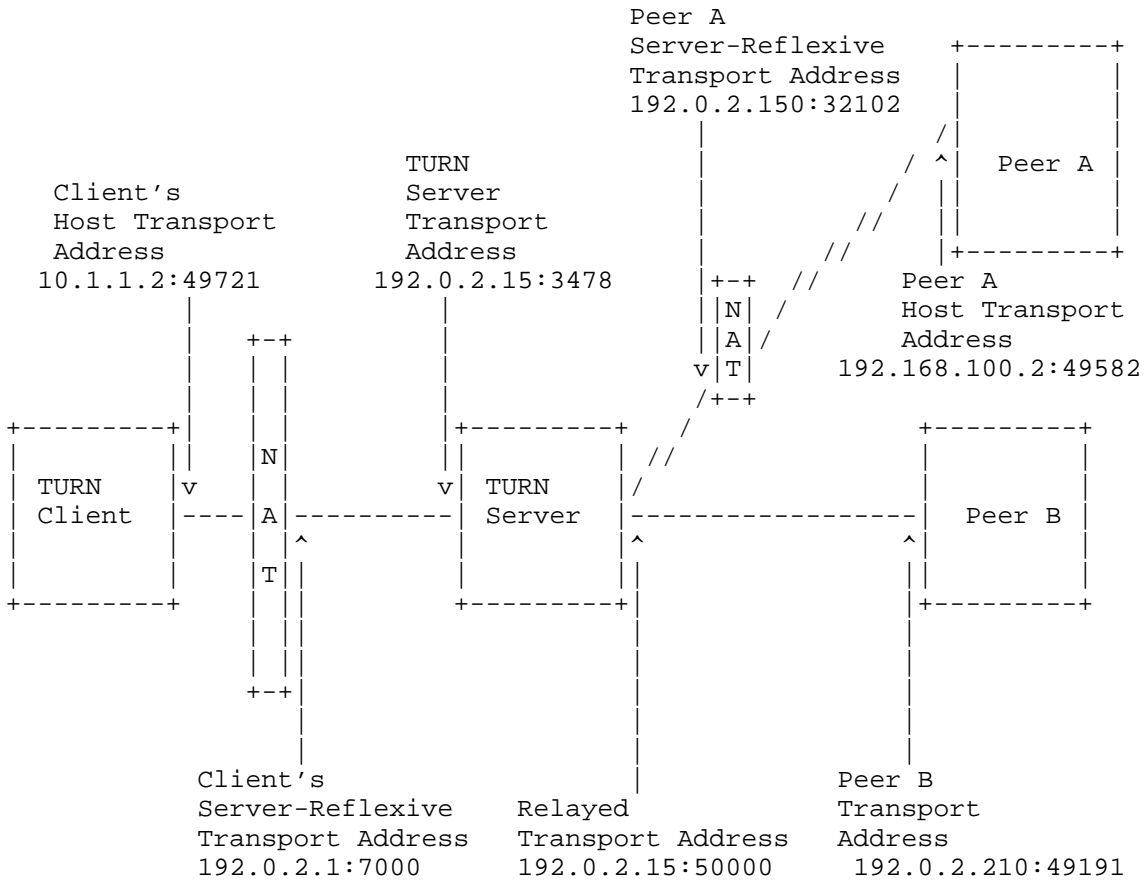 Peer A
Server-Reflexive
Transport Address
192.0.2.150:32102
TURN
Peer A
Client's
Server
Host Transport
Transport
Address
Address
10.1.1.2:49721
192.0.2.15:3478
Peer A
N
Host Transport
A
Address
T
192.168.100.2:49582
N
TURN
TURN
Client
A
Server
Peer B
T
Client's
Peer B
Server-Reflexive
Relayed
Transport
Transport Address
Transport Address
Address
192.0.2.1:7000
192.0.2.15:50000
192.0.2.210:49191